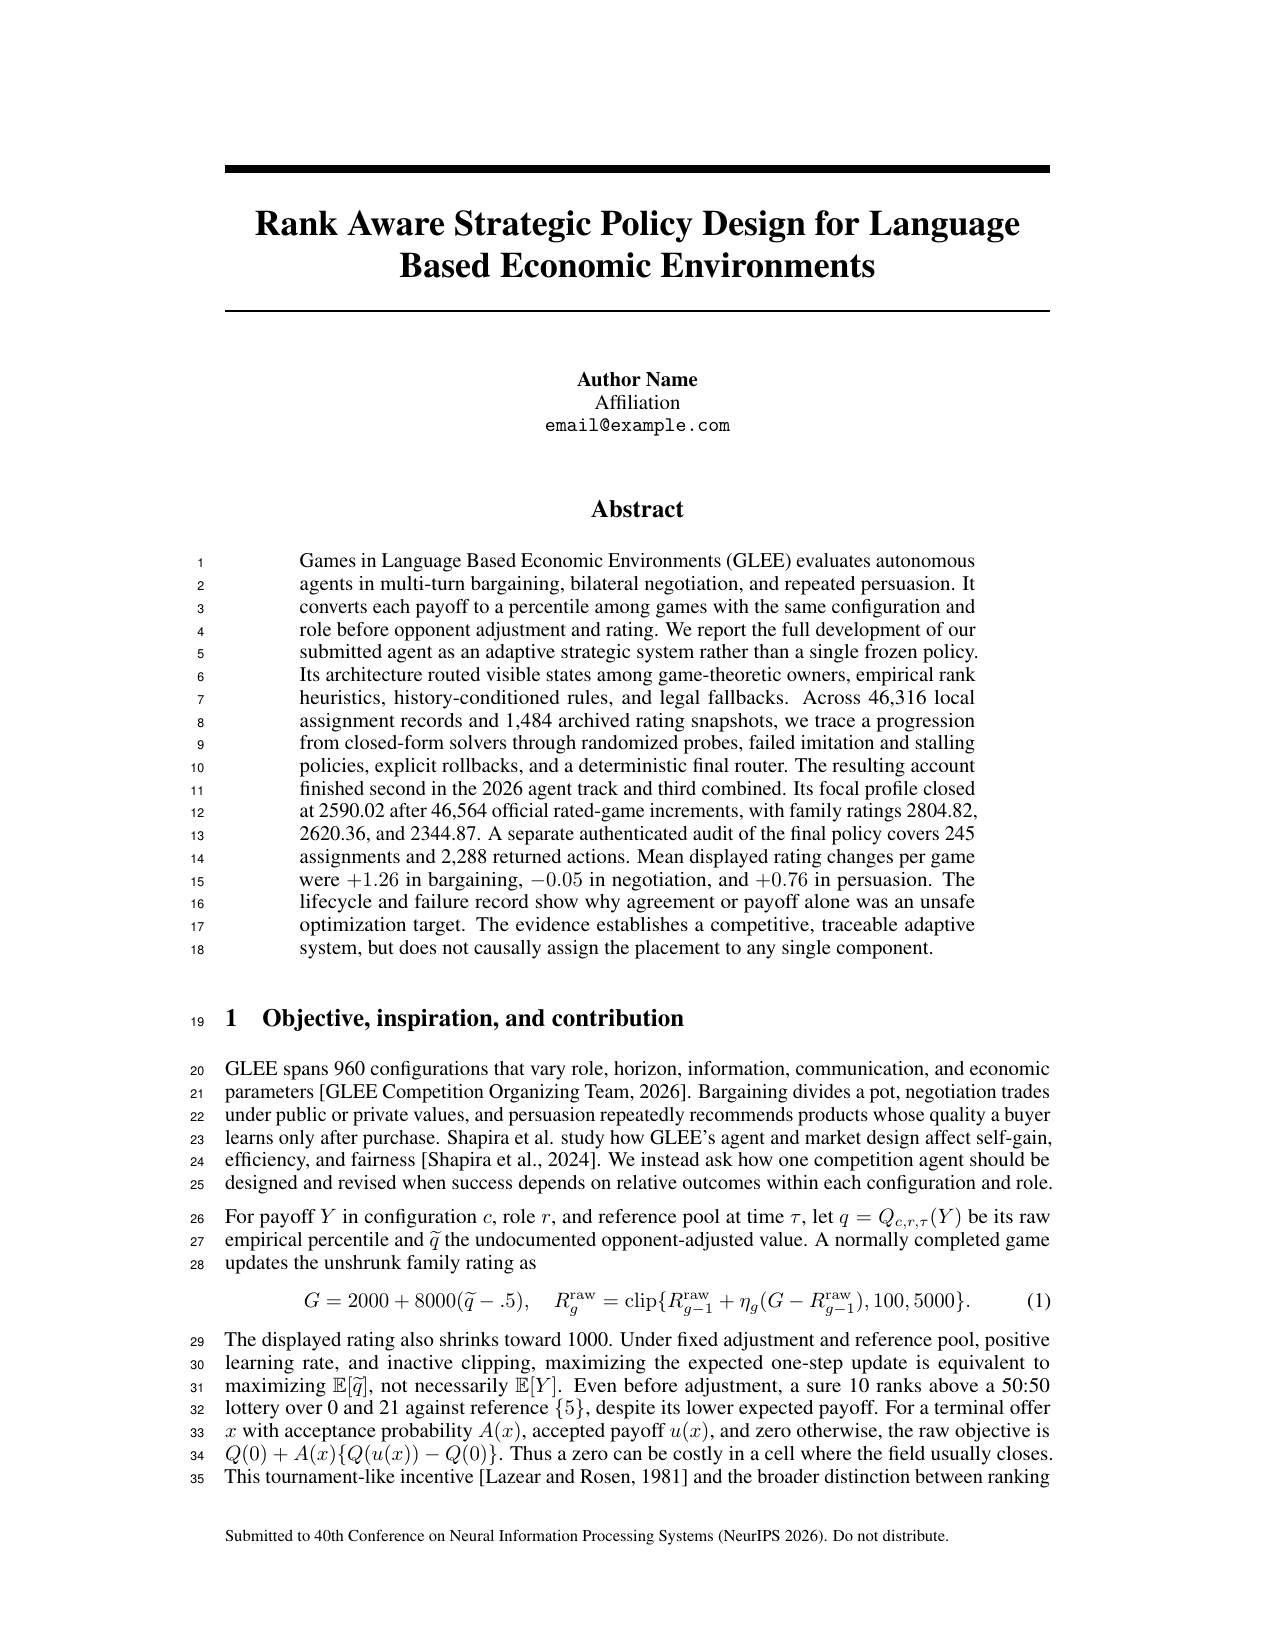 Rank Aware Strategic Policy Design for Language
Based Economic Environments
Author Name
Affiliation
email@example.com
Abstract
1 Games in Language Based Economic Environments (GLEE) evaluates autonomous
2 agents in multi-turn bargaining, bilateral negotiation, and repeated persuasion. It
3 converts each payoff to a percentile among games with the same configuration and
4 role before opponent adjustment and rating. We report the full development of our
5 submitted agent as an adaptive strategic system rather than a single frozen policy.
6 Its architecture routed visible states among game-theoretic owners, empirical rank
7 heuristics, history-conditioned rules, and legal fallbacks. Across 46,316 local
8 assignment records and 1,484 archived rating snapshots, we trace a progression
9 from closed-form solvers through randomized probes, failed imitation and stalling
10 policies, explicit rollbacks, and a deterministic final router. The resulting account
11 finished second in the 2026 agent track and third combined. Its focal profile closed
12 at 2590.02 after 46,564 official rated-game increments, with family ratings 2804.82,
13 2620.36, and 2344.87. A separate authenticated audit of the final policy covers 245
14 assignments and 2,288 returned actions. Mean displayed rating changes per game
15 were +1.26 in bargaining, −0.05 in negotiation, and +0.76 in persuasion. The
16 lifecycle and failure record show why agreement or payoff alone was an unsafe
17 optimization target. The evidence establishes a competitive, traceable adaptive
18 system, but does not causally assign the placement to any single component.
19 1 Objective, inspiration, and contribution
20 GLEE spans 960 configurations that vary role, horizon, information, communication, and economic
21 parameters [GLEE Competition Organizing Team, 2026]. Bargaining divides a pot, negotiation trades
22 under public or private values, and persuasion repeatedly recommends products whose quality a buyer
23 learns only after purchase. Shapira et al. study how GLEE's agent and market design affect self-gain,
24 efficiency, and fairness [Shapira et al., 2024]. We instead ask how one competition agent should be
25 designed and revised when success depends on relative outcomes within each configuration and role.
26 For payoff Y in configuration c, role r, and reference pool at time τ, let q = Q_{c,r,τ}(Y) be its raw
27 empirical percentile and q̃ the undocumented opponent-adjusted value. A normally completed game
28 updates the unshrunk family rating as
G = 2000 + 8000(q̃ − .5), R_g^{raw} = clip{R_{g−1}^{raw} + η_g(G − R_{g−1}^{raw}), 100, 5000}. (1)
29 The displayed rating also shrinks toward 1000. Under fixed adjustment and reference pool, positive
30 learning rate, and inactive clipping, maximizing the expected one-step update is equivalent to
31 maximizing 𝔼[q̃], not necessarily 𝔼[Y]. Even before adjustment, a sure 10 ranks above a 50:50
32 lottery over 0 and 21 against reference {5}, despite its lower expected payoff. For a terminal offer
33 x with acceptance probability A(x), accepted payoff u(x), and zero otherwise, the raw objective is
34 Q(0) + A(x){Q(u(x)) − Q(0)}. Thus a zero can be costly in a cell where the field usually closes.
35 This tournament-like incentive [Lazear and Rosen, 1981] and the broader distinction between ranking
Submitted to 40th Conference on Neural Information Processing Systems (NeurIPS 2026). Do not distribute.